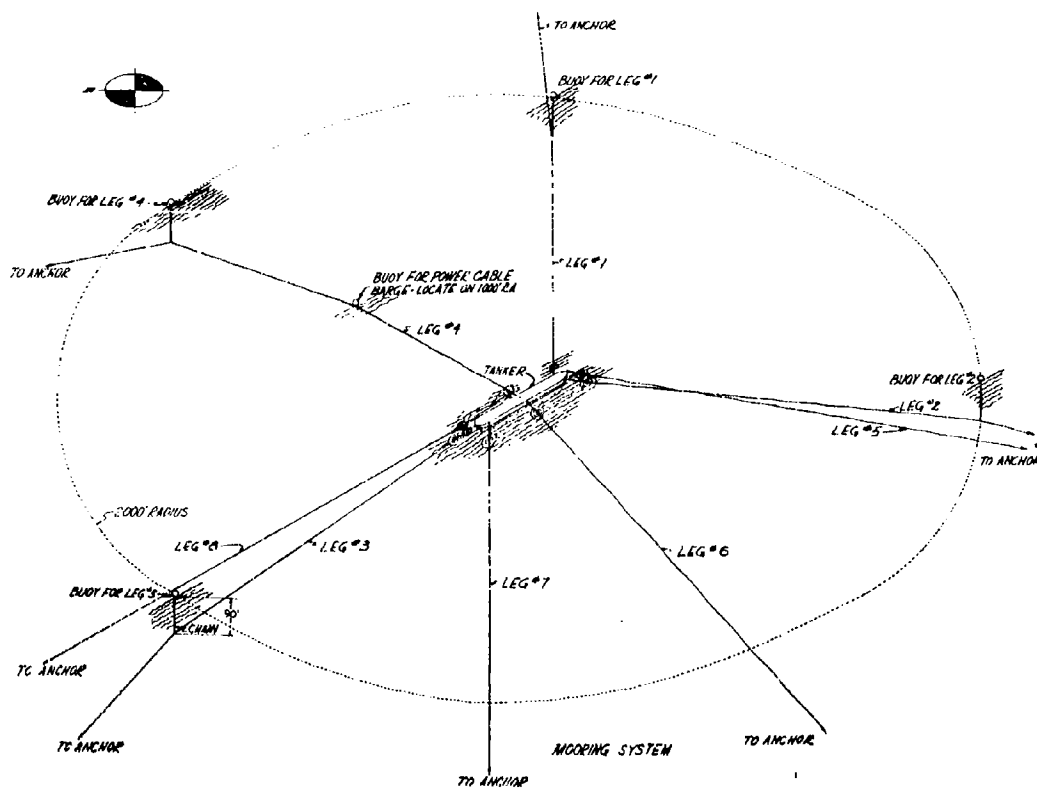 TO ANCHOR
BUOY FOR LEG #1
BUOY FOR LEG #4
TO ANCHOR
LEG #1
BUOY FOR POWER CABLE
BARGE - LOCATE ON 1000' RA
LEG #4
TANKER
BUOY FOR LEG #2
LEG #2
LEG #5
TO ANCHOR
2000' RADIUS
LEG #8
LEG #3
LEG #6
BUOY FOR LEG #3
LEG #7
90'
CHAIN
TO ANCHOR
TO ANCHOR
MOORING SYSTEM
TO ANCHOR
TO ANCHOR